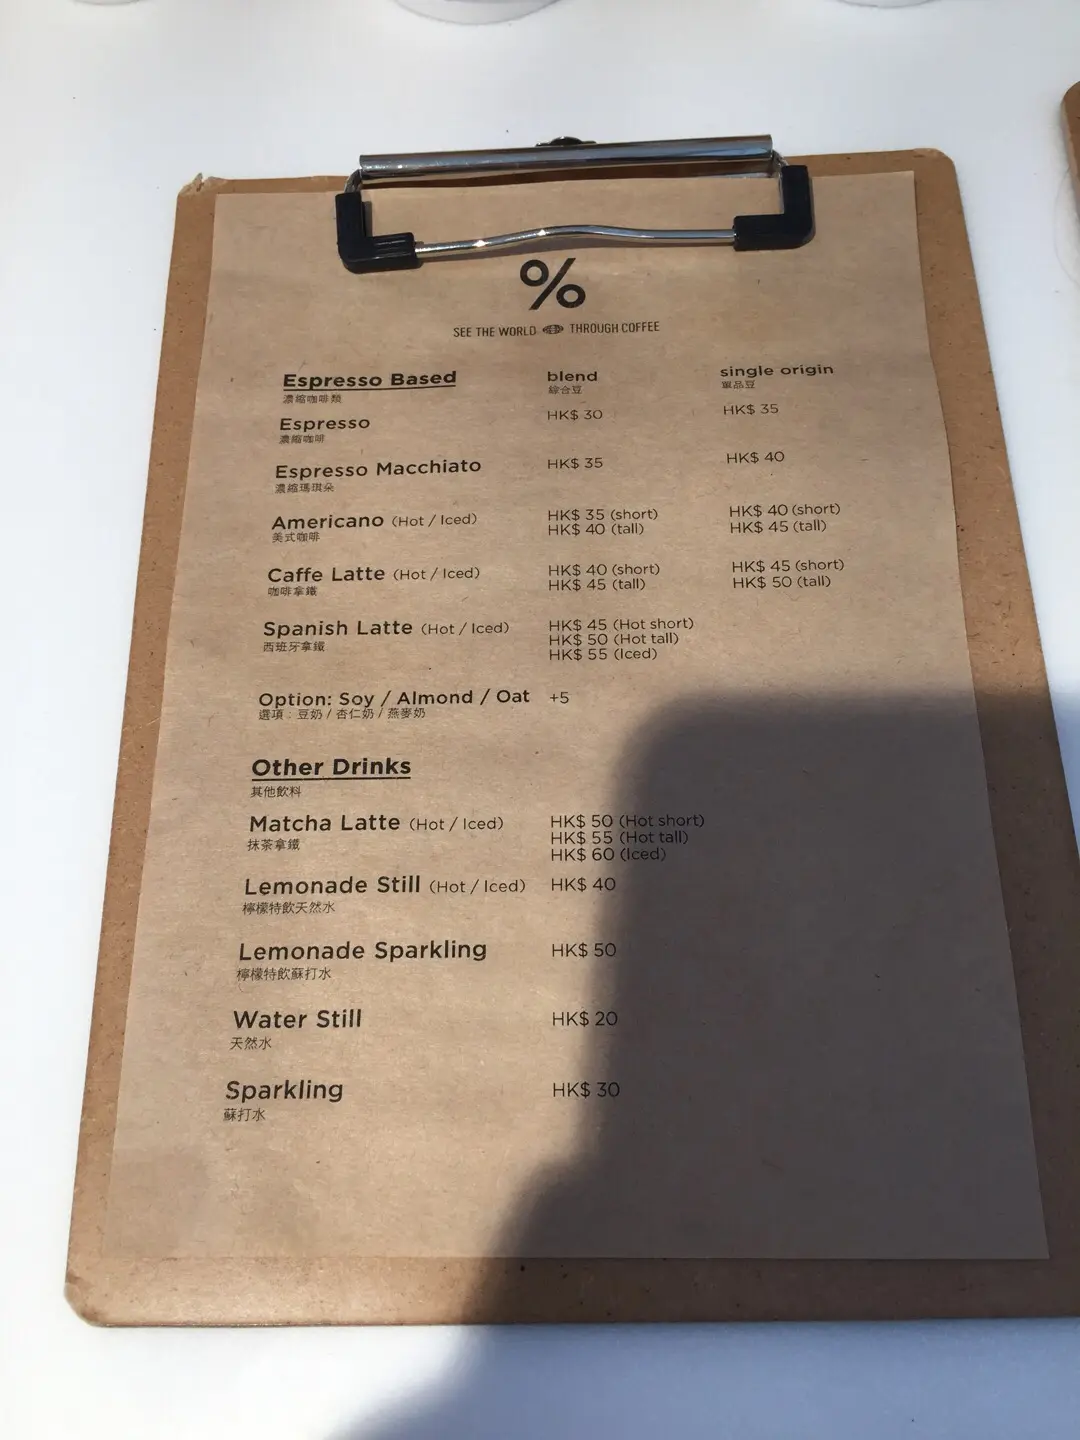 %
SEE THE WORLD THROUGH COFFEE
Espresso Based blend single origin
濃縮咖啡類 綜合豆 單品豆
Espresso HK$ 30 HK$ 35
濃縮咖啡
Espresso Macchiato HK$ 35 HK$ 40
濃縮瑪琪朵
Americano (Hot / Iced) HK$ 35 (short) HK$ 40 (short)
美式咖啡 HK$ 40 (tall) HK$ 45 (tall)
Caffe Latte (Hot / Iced) HK$ 40 (short) HK$ 45 (short)
咖啡拿鐵 HK$ 45 (tall) HK$ 50 (tall)
Spanish Latte (Hot / Iced) HK$ 45 (Hot short)
西班牙拿鐵 HK$ 50 (Hot tall)
HK$ 55 (Iced)
Option: Soy / Almond / Oat +5
選項 : 豆奶 / 杏仁奶 / 燕麥奶
Other Drinks
其他飲料
Matcha Latte (Hot / Iced) HK$ 50 (Hot short)
抹茶拿鐵 HK$ 55 (Hot tall)
HK$ 60 (Iced)
Lemonade Still (Hot / Iced) HK$ 40
檸檬特飲天然水
Lemonade Sparkling HK$ 50
檸檬特飲蘇打水
Water Still HK$ 20
天然水
Sparkling HK$ 30
蘇打水